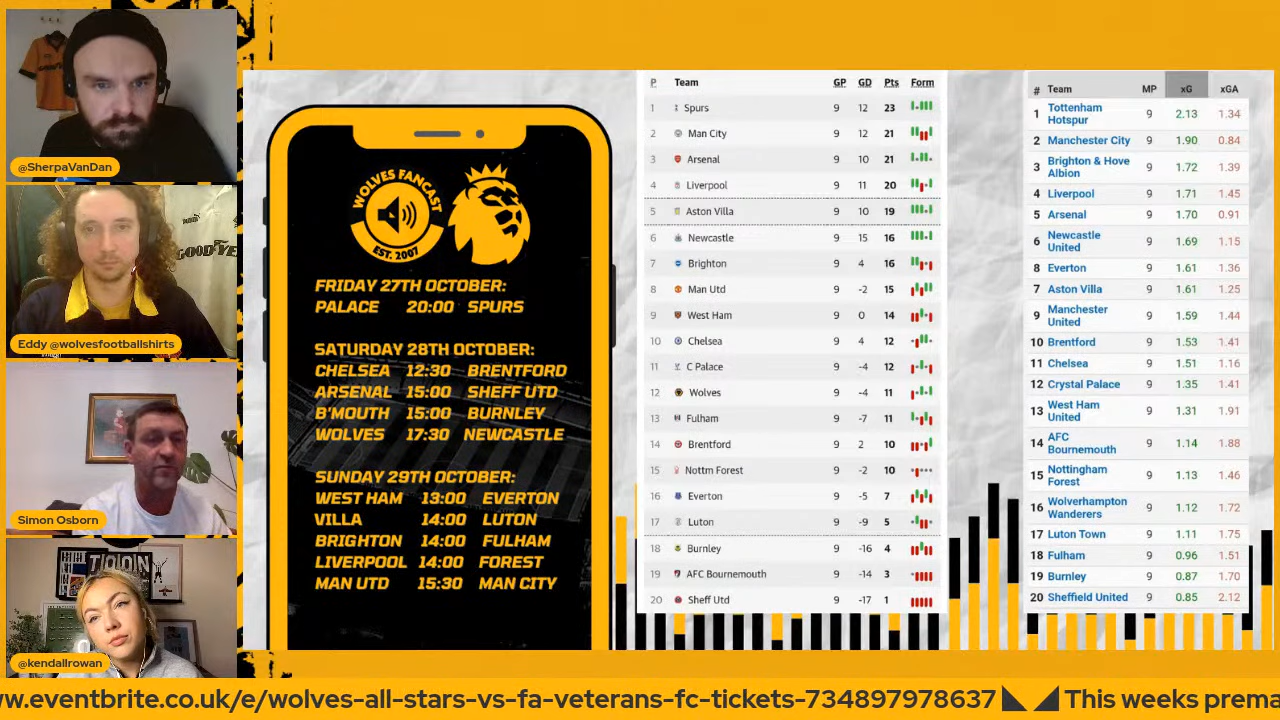 @SherpaVanDan
GOODYE
Eddy @wolvesfootballshirts
Simon Osborn
TOON
@kendallrowan
WOLVES FANCAST
EST. 2007
FRIDAY 27TH OCTOBER:
PALACE 20:00 SPURS
SATURDAY 28TH OCTOBER:
CHELSEA 12:30 BRENTFORD
ARSENAL 15:00 SHEFF UTD
B'MOUTH 15:00 BURNLEY
WOLVES 17:30 NEWCASTLE
SUNDAY 29TH OCTOBER:
WEST HAM 13:00 EVERTON
VILLA 14:00 LUTON
BRIGHTON 14:00 FULHAM
LIVERPOOL 14:00 FOREST
MAN UTD 15:30 MAN CITY
P Team GP GD Pts Form
1 Spurs 9 12 23
2 Man City 9 12 21
3 Arsenal 9 10 21
4 Liverpool 9 11 20
5 Aston Villa 9 10 19
6 Newcastle 9 15 16
7 Brighton 9 4 16
8 Man Utd 9 -2 15
9 West Ham 9 0 14
10 Chelsea 9 4 12
11 C Palace 9 -4 12
12 Wolves 9 -4 11
13 Fulham 9 -7 11
14 Brentford 9 2 10
15 Nottm Forest 9 -2 10
16 Everton 9 -5 7
17 Luton 9 -9 5
18 Burnley 9 -16 4
19 AFC Bournemouth 9 -14 3
20 Sheff Utd 9 -17 1
# Team MP xG xGA
1 Tottenham Hotspur 9 2.13 1.34
2 Manchester City 9 1.90 0.84
3 Brighton & Hove Albion 9 1.72 1.39
4 Liverpool 9 1.71 1.45
5 Arsenal 9 1.70 0.91
6 Newcastle United 9 1.69 1.15
8 Everton 9 1.61 1.36
7 Aston Villa 9 1.61 1.25
9 Manchester United 9 1.59 1.44
10 Brentford 9 1.53 1.41
11 Chelsea 9 1.51 1.16
12 Crystal Palace 9 1.35 1.41
13 West Ham United 9 1.31 1.91
14 AFC Bournemouth 9 1.14 1.88
15 Nottingham Forest 9 1.13 1.46
16 Wolverhampton Wanderers 9 1.12 1.72
17 Luton Town 9 1.11 1.75
18 Fulham 9 0.96 1.51
19 Burnley 9 0.87 1.70
20 Sheffield United 9 0.85 2.12
w.eventbrite.co.uk/e/wolves-all-stars-vs-fa-veterans-fc-tickets-734897978637 This weeks prema